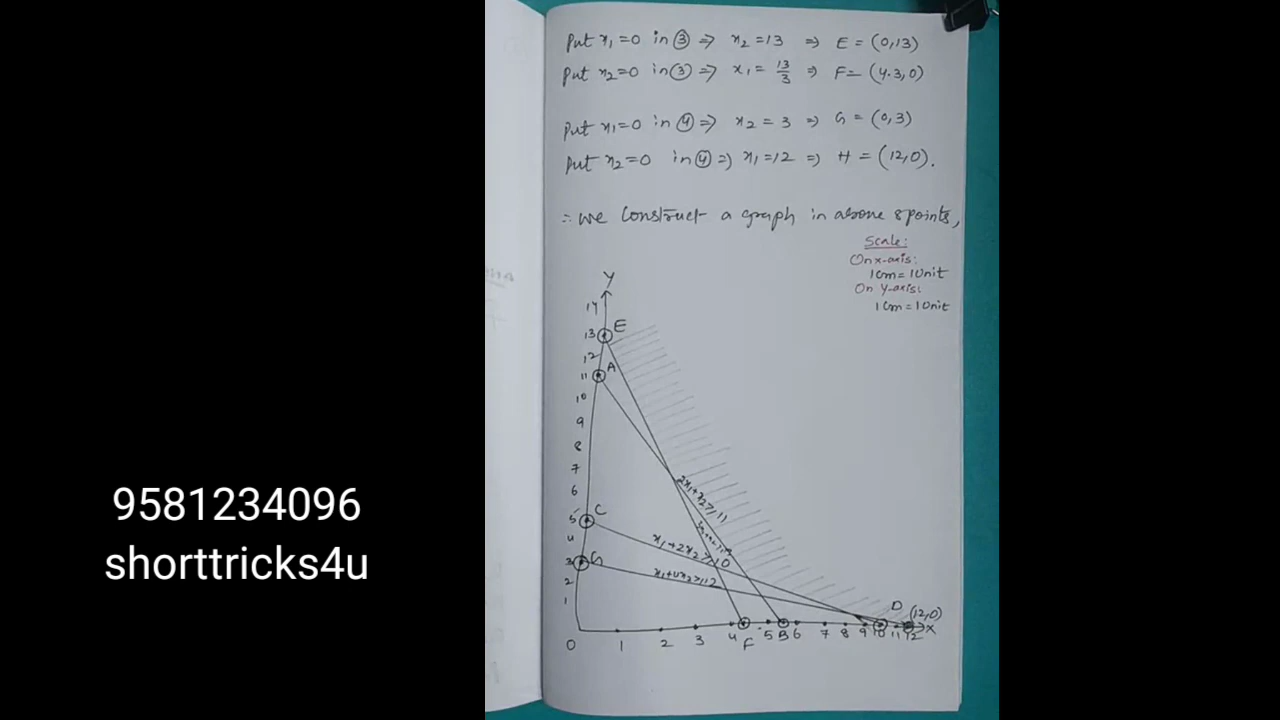 Put x₁=0 in ③ ⇒ x₂=13 ⇒ E = (0,13)
Put x₂=0 in ③ ⇒ x₁= 13/3 ⇒ F= (4.3,0)
Put x₁=0 in ④ ⇒ x₂ = 3 ⇒ G = (0,3)
Put x₂=0 in ④ ⇒ x₁=12 ⇒ H = (12,0).
∴ we construct a graph in above 8 points,
Scale:
On x-axis:
1cm=1Unit
On y-axis:
1cm=1Unit
Y
14
13 E
12
11 A
10
9
8
7
6
5 C
4
3 G
2
1
2x₁+x₂≥11
x₁+2x₂≥10
x₁+4x₂≥12
D
(12,0)
X
0 1 2 3 4 F 5 B 6 7 8 9 10 11 12
9581234096
shorttricks4u